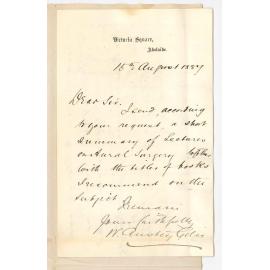 Victoria Square,
Adelaide.
15th August 1889
Dear Sir,
I send, according
to your request, a short
Summary of Lectures
on Aural Surgery together
with the titles of books
I recommend on the
subject.
I remain
Yours faithfully
W Anstey Giles